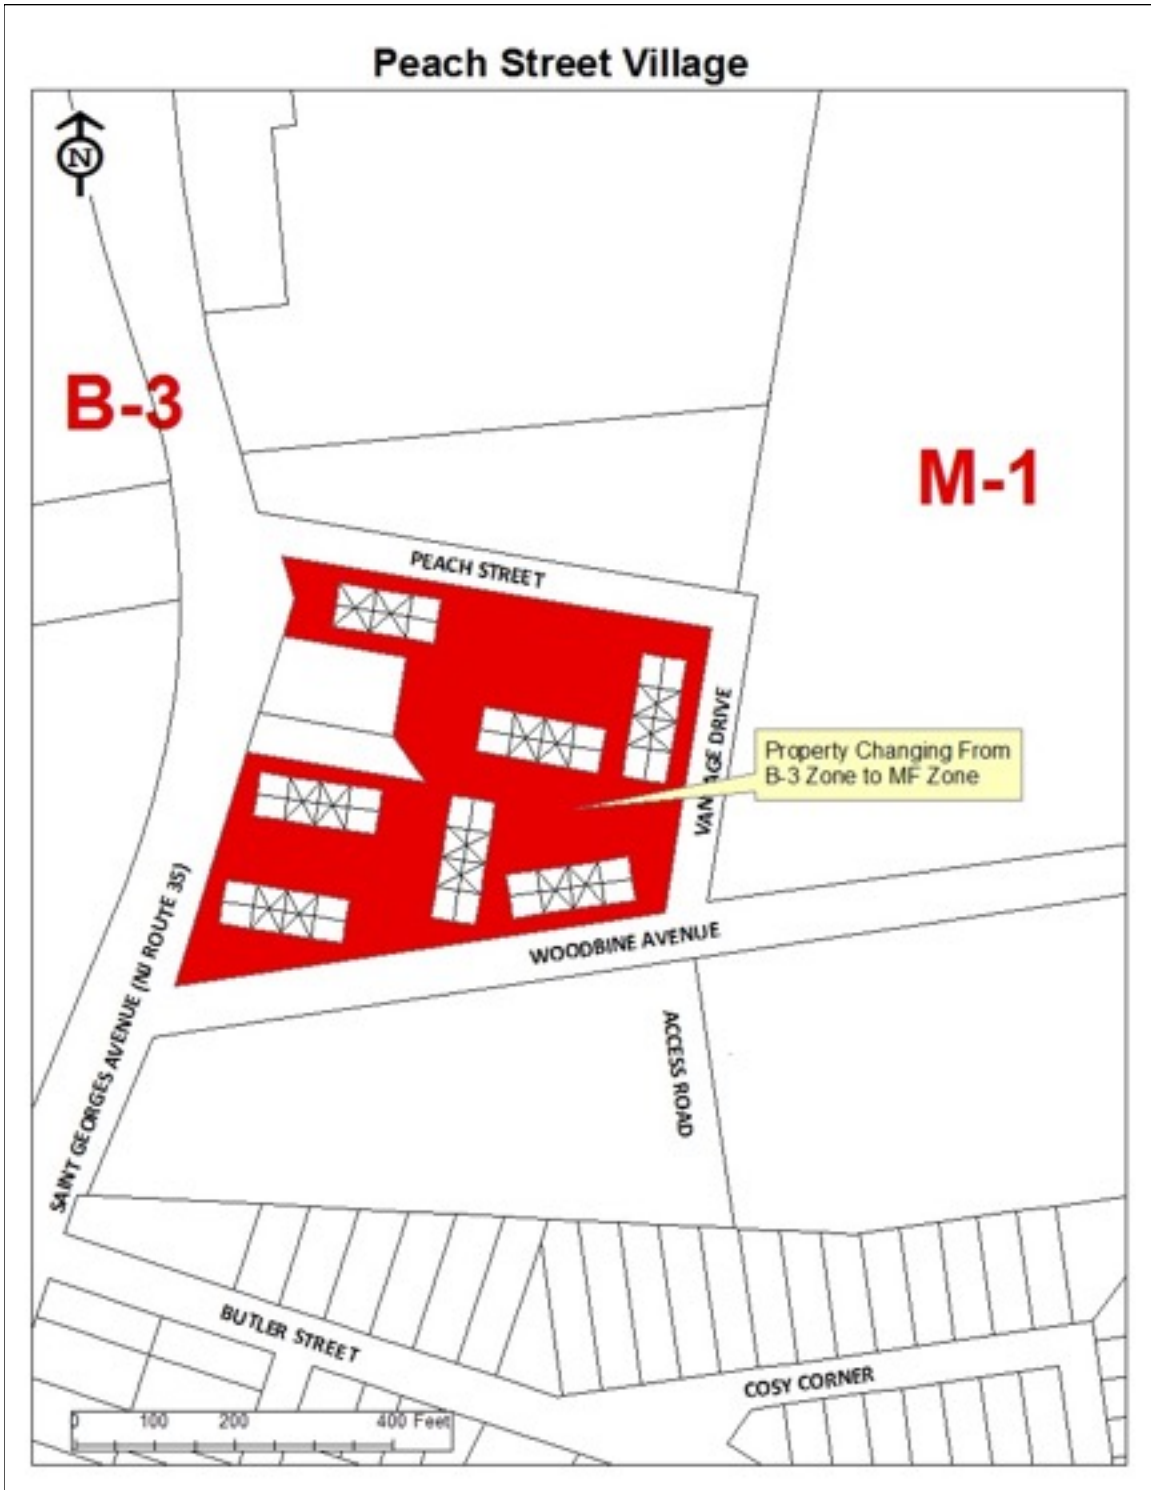 Peach Street Village
N
B-3
M-1
PEACH STREET
VANTAGE DRIVE
Property Changing From
B-3 Zone to MF Zone
SAINT GEORGES AVENUE (NJ ROUTE 35)
WOODBINE AVENUE
ACCESS ROAD
BUTLER STREET
COSY CORNER
0 100 200 400 Feet